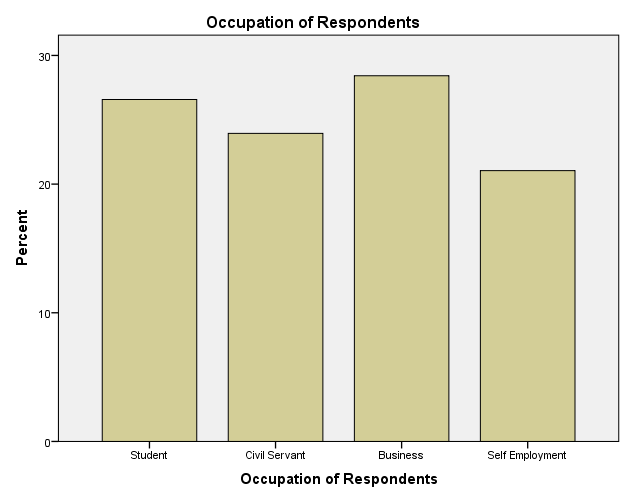 Occupation of Respondents
30
20
10
0
Percent
Student
Civil Servant
Business
Self Employment
Occupation of Respondents